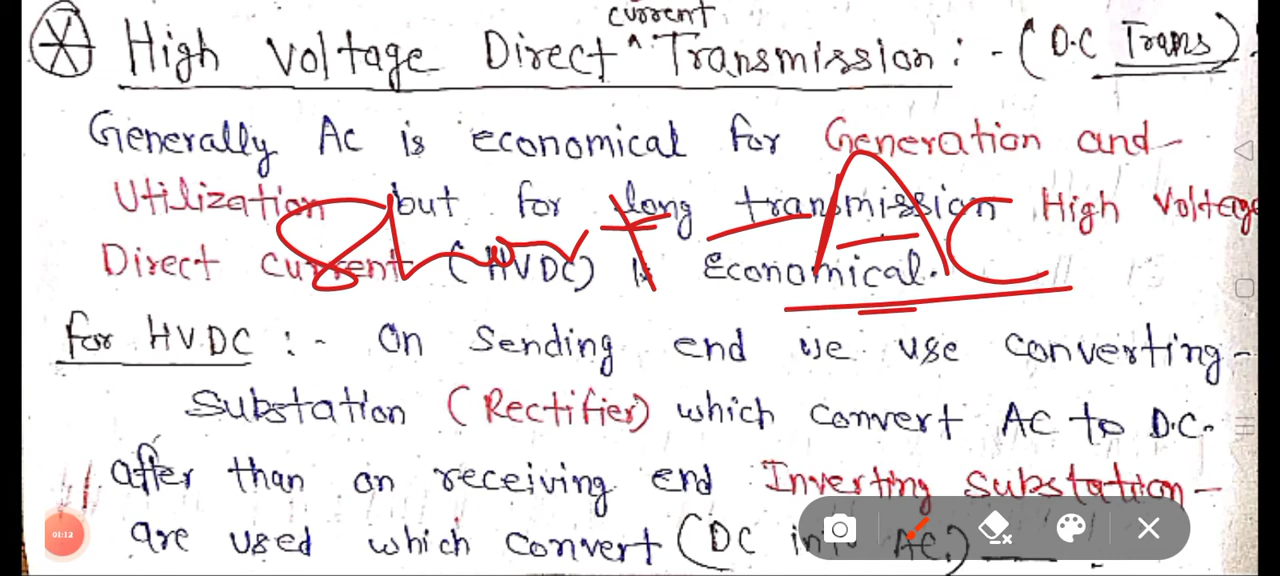 High Voltage Direct ^current Transmission : - (D.C Trans)
Generally AC is economical for Generation and
Utilization but for long transmission High Voltage
Direct Current (HVDC) is Economical.
Short - AC
for HVDC : - On Sending end we use converting -
Substation (Rectifier) which convert AC to D.C.
after than on receiving end Inverting Substation -
are used which convert (DC into AC.)
01:12